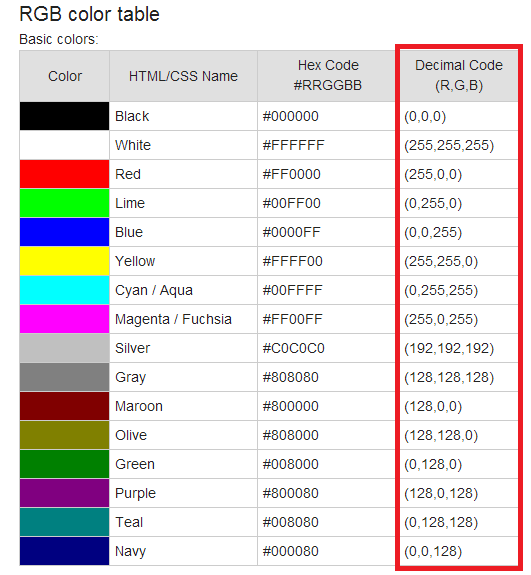 RGB color table
Basic colors:
Color HTML/CSS Name Hex Code #RRGGBB Decimal Code (R,G,B)
Black #000000 (0,0,0)
White #FFFFFF (255,255,255)
Red #FF0000 (255,0,0)
Lime #00FF00 (0,255,0)
Blue #0000FF (0,0,255)
Yellow #FFFF00 (255,255,0)
Cyan / Aqua #00FFFF (0,255,255)
Magenta / Fuchsia #FF00FF (255,0,255)
Silver #C0C0C0 (192,192,192)
Gray #808080 (128,128,128)
Maroon #800000 (128,0,0)
Olive #808000 (128,128,0)
Green #008000 (0,128,0)
Purple #800080 (128,0,128)
Teal #008080 (0,128,128)
Navy #000080 (0,0,128)